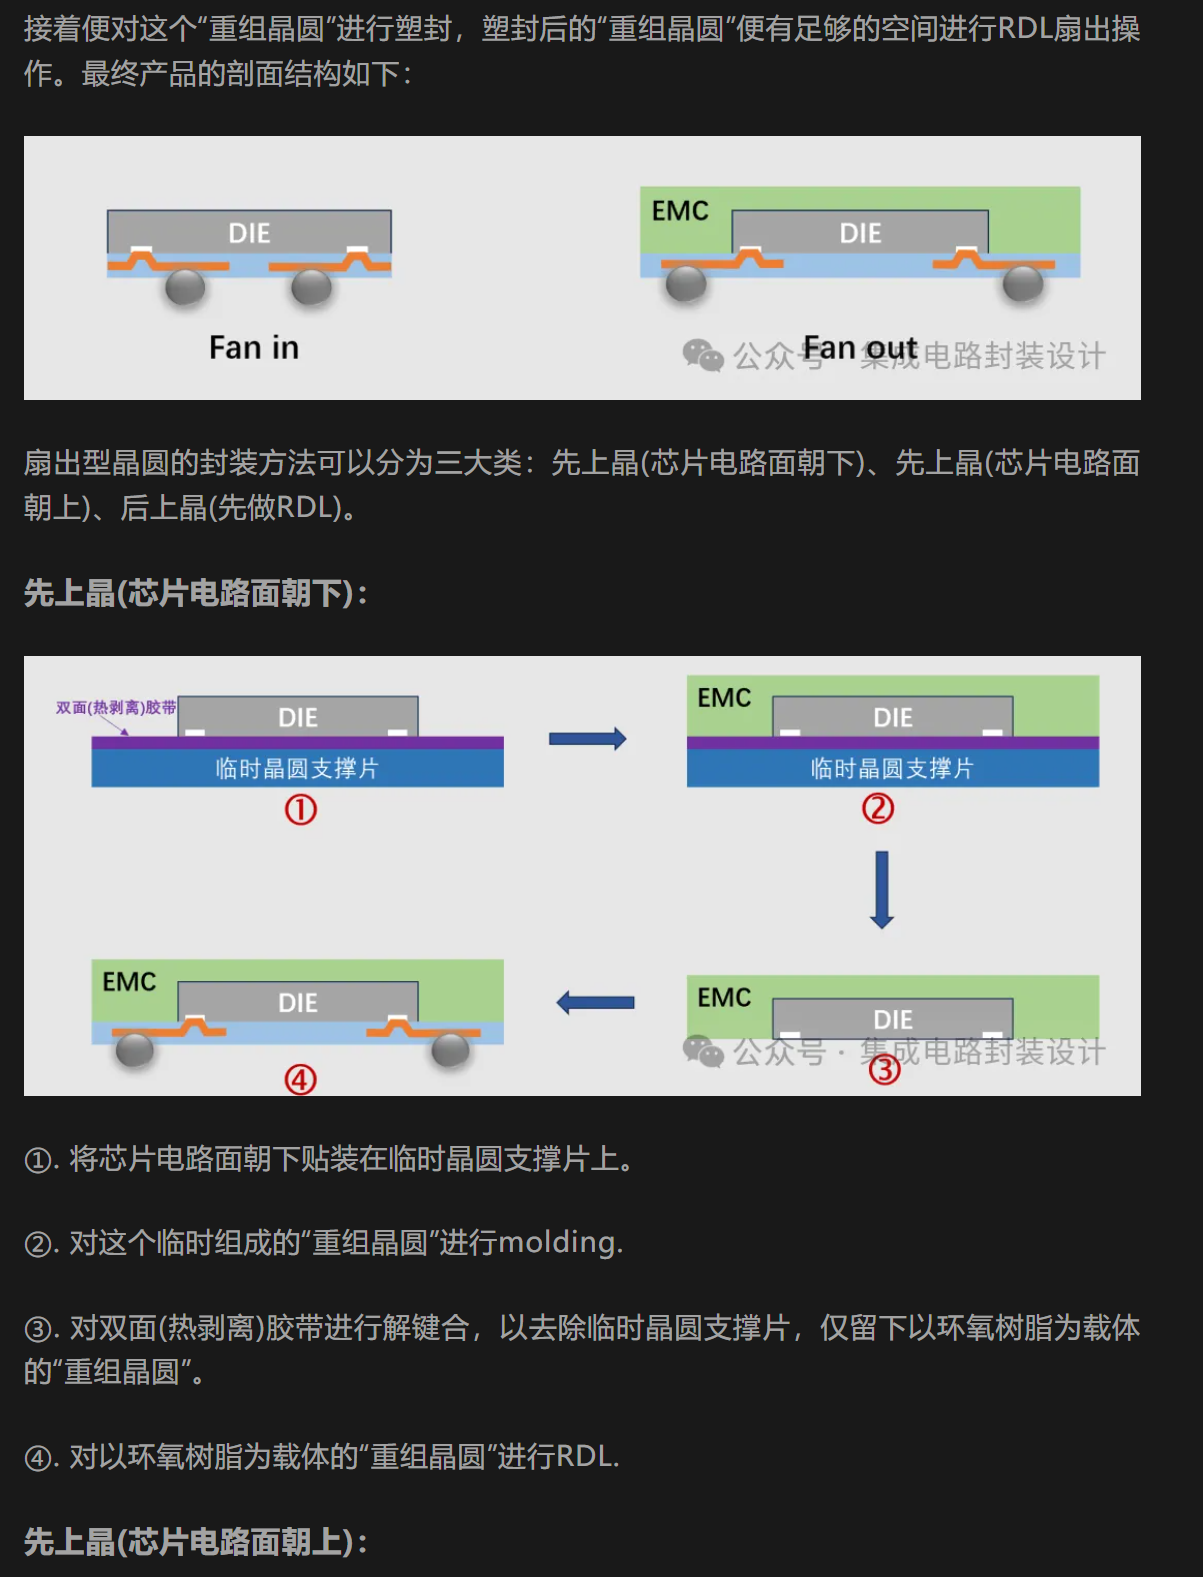 接着便对这个“重组晶圆”进行塑封，塑封后的“重组晶圆”便有足够的空间进行RDL扇出操
作。最终产品的剖面结构如下：
DIE
EMC
DIE
Fan in
Fan out
公众号 · 集成电路封装设计
扇出型晶圆的封装方法可以分为三大类：先上晶(芯片电路面朝下)、先上晶(芯片电路面
朝上)、后上晶(先做RDL)。
先上晶(芯片电路面朝下)：
双面(热剥离)胶带
DIE
临时晶圆支撑片
①
EMC
DIE
临时晶圆支撑片
②
EMC
DIE
④
EMC
DIE
公众号 · 集成电路封装设计
③
①. 将芯片电路面朝下贴装在临时晶圆支撑片上。
②. 对这个临时组成的“重组晶圆”进行molding.
③. 对双面(热剥离)胶带进行解键合，以去除临时晶圆支撑片，仅留下以环氧树脂为载体
的“重组晶圆”。
④. 对以环氧树脂为载体的“重组晶圆”进行RDL.
先上晶(芯片电路面朝上)：